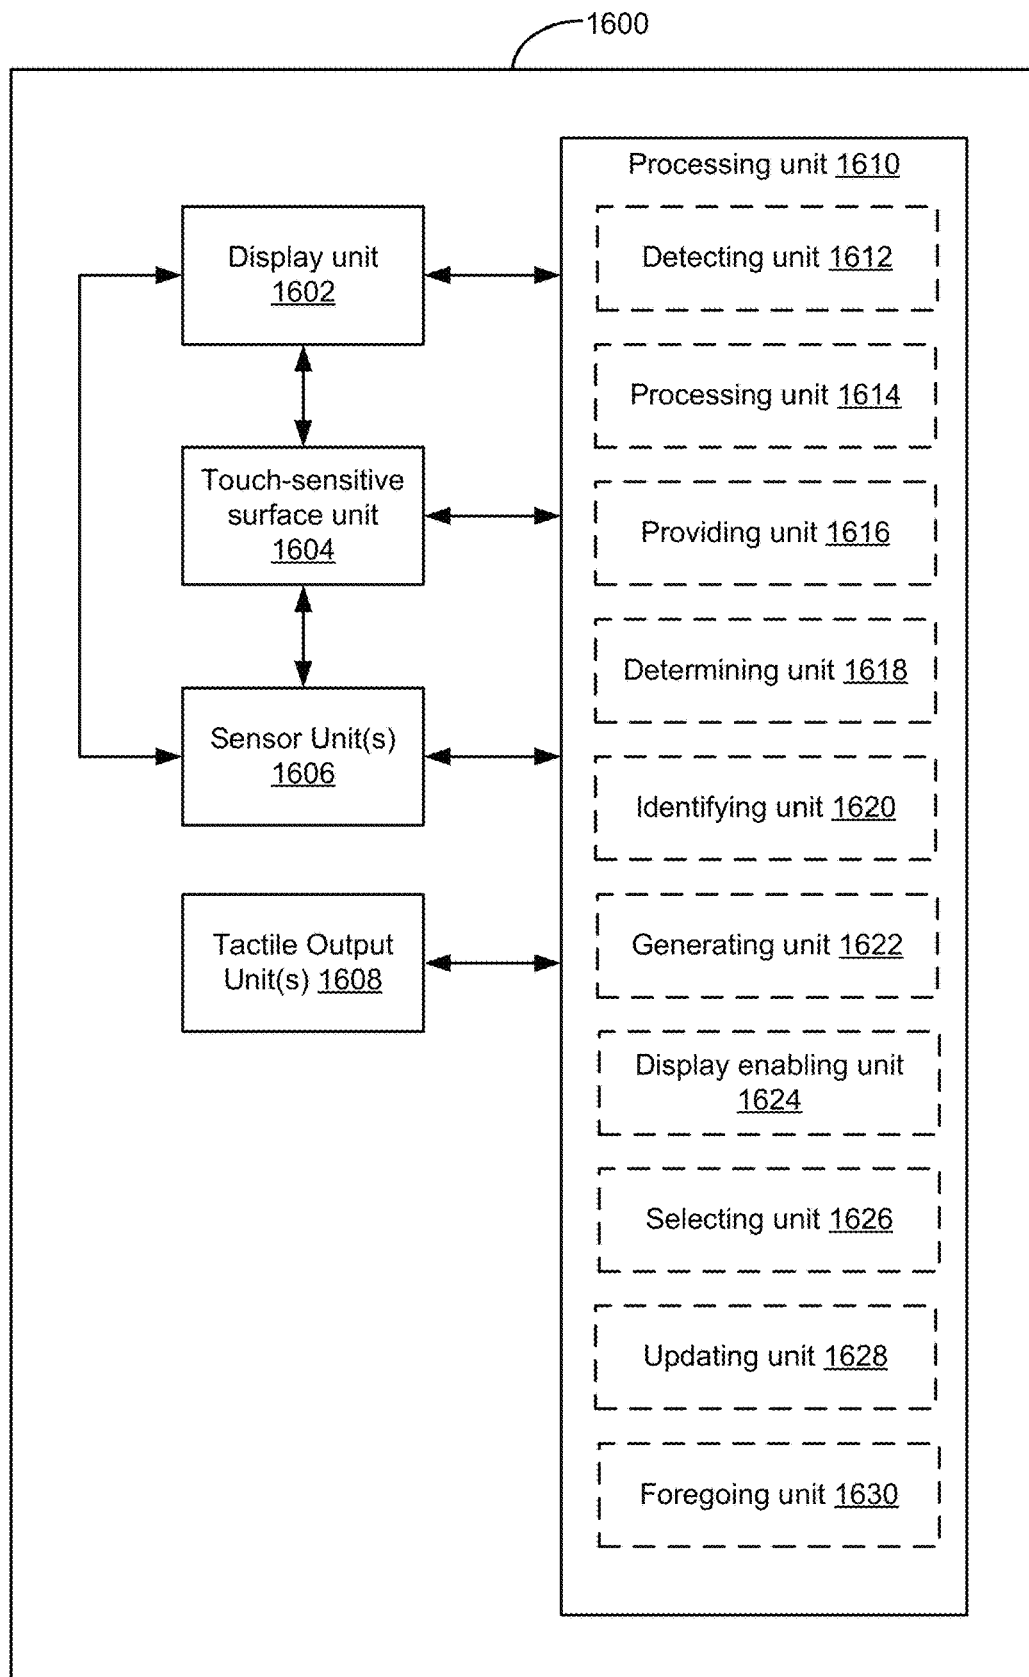 1600
Processing unit 1610
Display unit
1602
Touch-sensitive
surface unit
1604
Sensor Unit(s)
1606
Tactile Output
Unit(s) 1608
Detecting unit 1612
Processing unit 1614
Providing unit 1616
Determining unit 1618
Identifying unit 1620
Generating unit 1622
Display enabling unit
1624
Selecting unit 1626
Updating unit 1628
Foregoing unit 1630